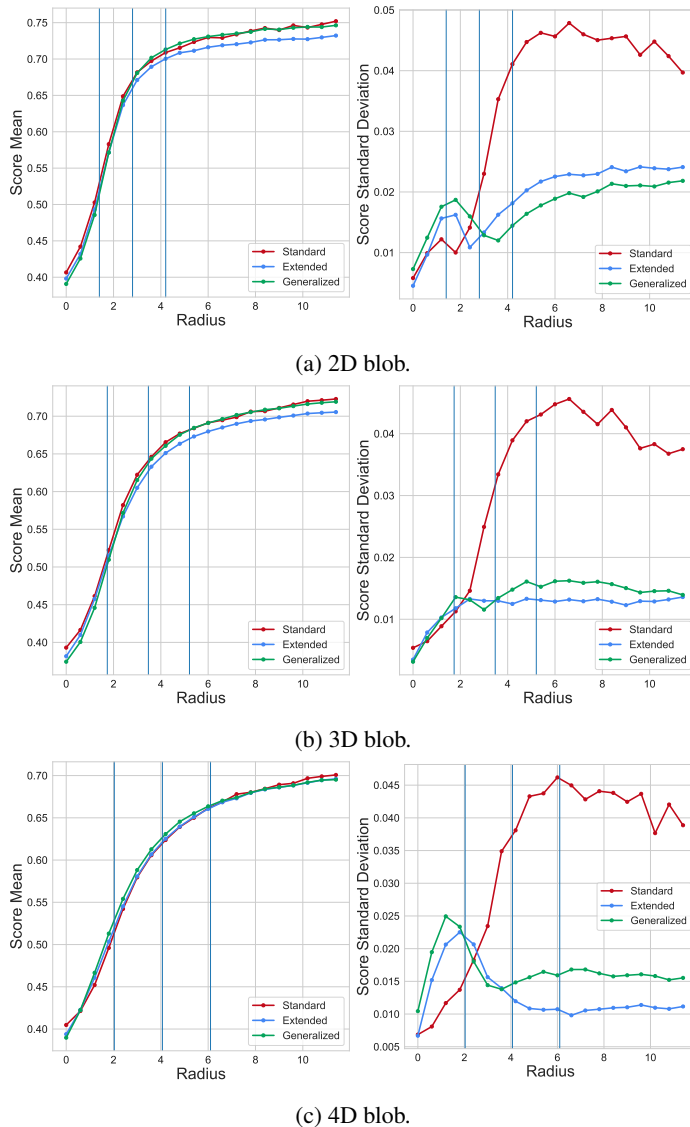 0.75
0.70
0.65
0.60
0.55
0.50
0.45
0.40
Score Mean
Standard
Extended
Generalized
0 2 4 6 8 10
Radius
0.05
0.04
0.03
0.02
0.01
Score Standard Deviation
Standard
Extended
Generalized
0 2 4 6 8 10
Radius
(a) 2D blob.
0.70
0.65
0.60
0.55
0.50
0.45
0.40
Score Mean
Standard
Extended
Generalized
0 2 4 6 8 10
Radius
0.04
0.03
0.02
0.01
Score Standard Deviation
Standard
Extended
Generalized
0 2 4 6 8 10
Radius
(b) 3D blob.
0.70
0.65
0.60
0.55
0.50
0.45
0.40
Score Mean
Standard
Extended
Generalized
0 2 4 6 8 10
Radius
0.045
0.040
0.035
0.030
0.025
0.020
0.015
0.010
0.005
Score Standard Deviation
Standard
Extended
Generalized
0 2 4 6 8 10
Radius
(c) 4D blob.